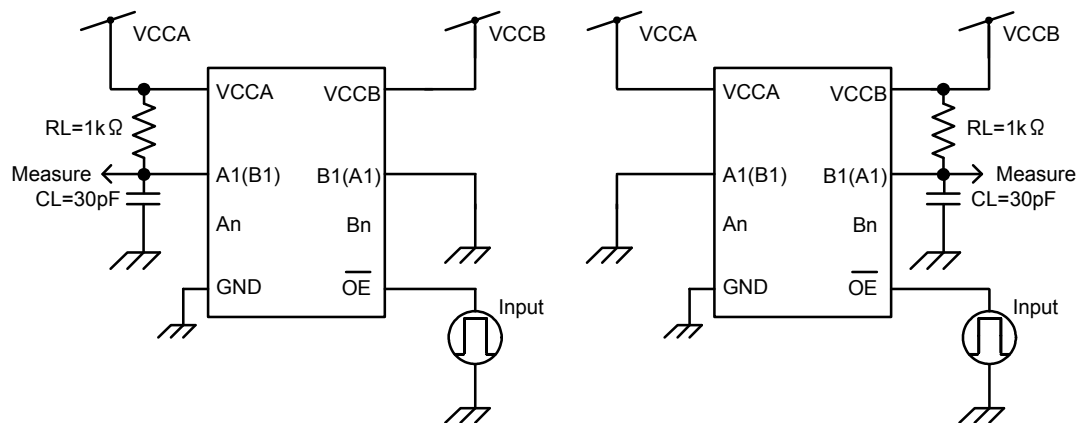 VCCA
VCCB
VCCA
VCCB
RL=1kΩ
Measure
CL=30pF
A1(B1)
B1(A1)
An
Bn
GND
OE
Input
VCCA
VCCB
VCCA
VCCB
RL=1kΩ
A1(B1)
B1(A1)
Measure
CL=30pF
An
Bn
GND
OE
Input